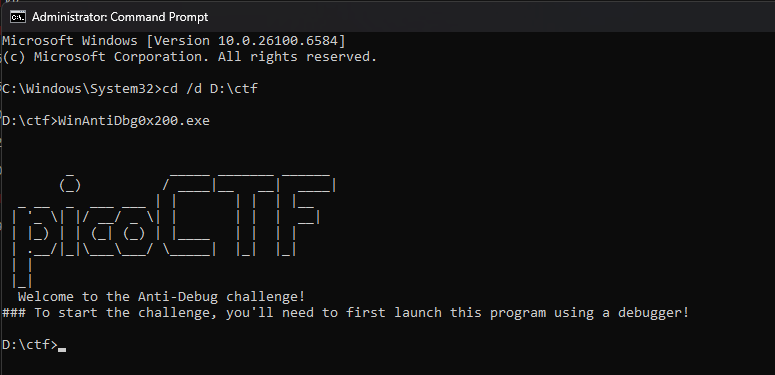 Administrator: Command Prompt
Microsoft Windows [Version 10.0.26100.6584]
(c) Microsoft Corporation. All rights reserved.
C:\Windows\System32>cd /d D:\ctf
D:\ctf>WinAntiDbg0x200.exe
picoCTF
Welcome to the Anti-Debug challenge!
### To start the challenge, you'll need to first launch this program using a debugger!
D:\ctf>